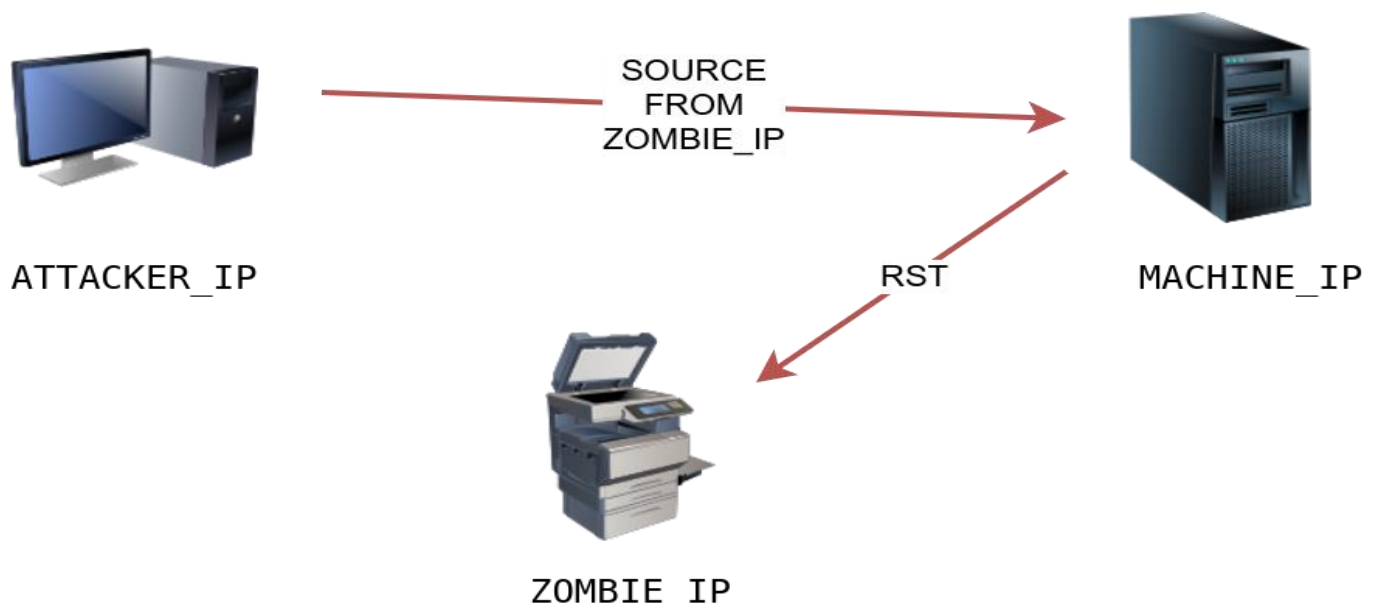 SOURCE
FROM
ZOMBIE_IP
ATTACKER_IP
RST
MACHINE_IP
ZOMBIE IP